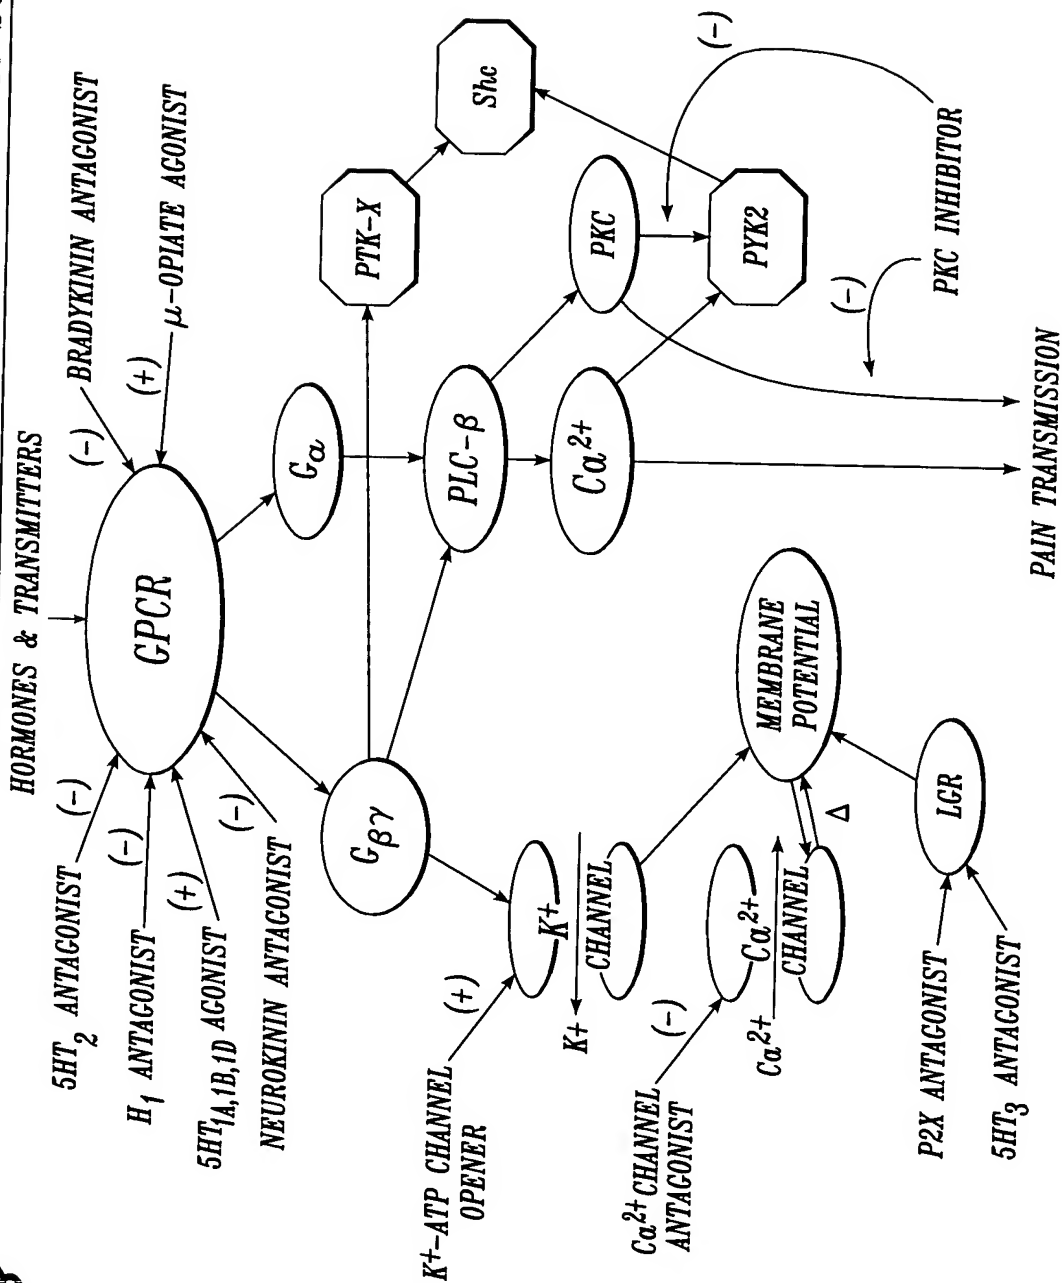 HORMONES & TRANSMITTERS
5HT2 ANTAGONIST
(-)
H1 ANTAGONIST
(-)
5HT1A,1B,1D AGONIST
(+)
NEUROKININ ANTAGONIST
(-)
BRADYKININ ANTAGONIST
(-)
μ-OPIATE AGONIST
(+)
GPCR
Gα
Gβγ
PTK-X
Shc
PLC-β
PKC
Ca2+
PYK2
(-)
(-)
PKC INHIBITOR
K+-ATP CHANNEL
OPENER
(+)
K+
CHANNEL
K+
Ca2+ CHANNEL
ANTAGONIST
(-)
Ca2+
Ca2+
CHANNEL
Δ
MEMBRANE
POTENTIAL
LGR
P2X ANTAGONIST
5HT3 ANTAGONIST
PAIN TRANSMISSION